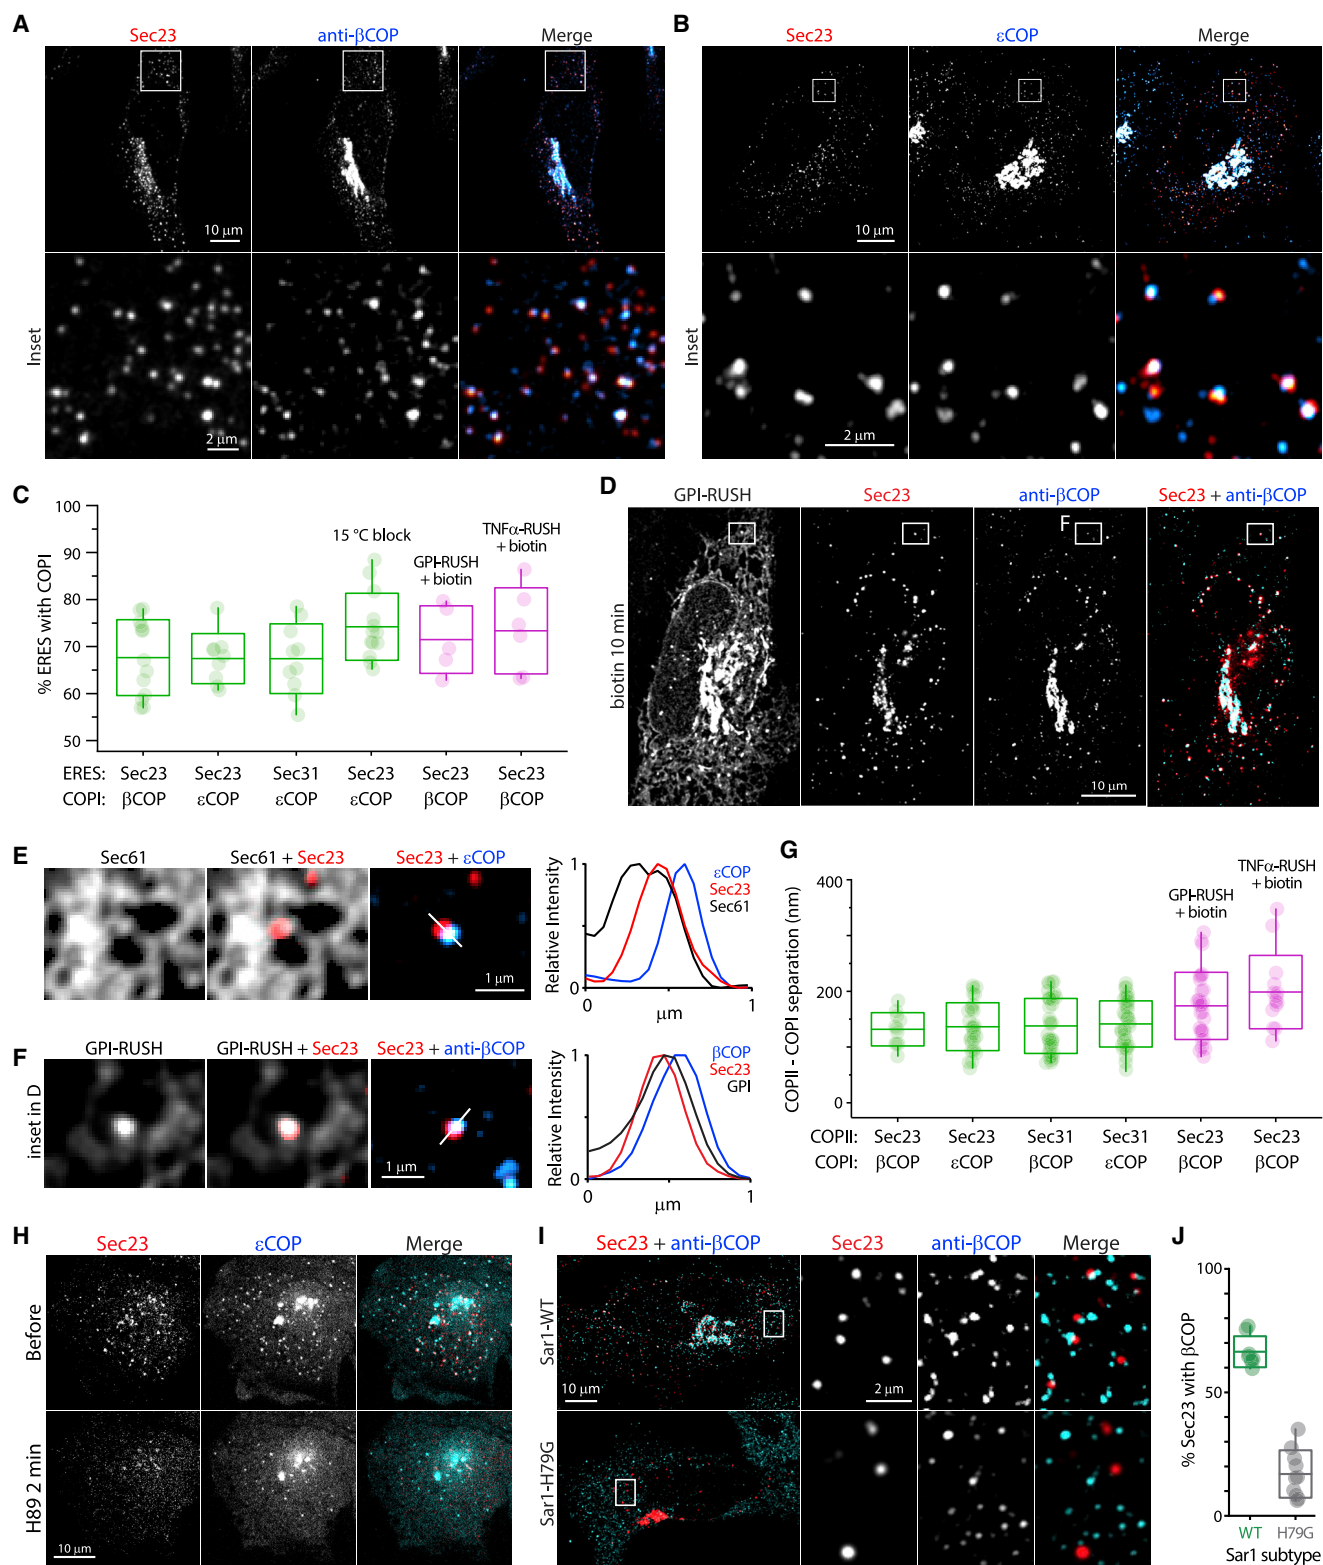 A
Sec23
anti-βCOP
Merge
10 μm
Inset
2 μm
B
Sec23
εCOP
Merge
10 μm
Inset
2 μm
C
% ERES with COPI
100
90
80
70
60
50
15 °C block
GPI-RUSH
+ biotin
TNFα-RUSH
+ biotin
ERES: Sec23 Sec23 Sec31 Sec23 Sec23 Sec23
COPI: βCOP εCOP εCOP εCOP βCOP βCOP
D
GPI-RUSH
Sec23
anti-βCOP
Sec23 + anti-βCOP
biotin 10 min
F
10 μm
E
Sec61
Sec61 + Sec23
Sec23 + εCOP
1 μm
Relative Intensity
1
0
0
1
μm
εCOP
Sec23
Sec61
F
GPI-RUSH
GPI-RUSH + Sec23
Sec23 + anti-βCOP
inset in D
1 μm
Relative Intensity
1
0
0
1
μm
βCOP
Sec23
GPI
G
COPII - COPI separation (nm)
400
200
0
GPI-RUSH
+ biotin
TNFα-RUSH
+ biotin
COPII: Sec23 Sec23 Sec31 Sec31 Sec23 Sec23
COPI: βCOP εCOP βCOP εCOP βCOP βCOP
H
Sec23
εCOP
Merge
Before
H89 2 min
10 μm
I
Sec23 + anti-βCOP
Sec23
anti-βCOP
Merge
Sar1-WT
10 μm
2 μm
Sar1-H79G
J
% Sec23 with βCOP
100
50
0
WT
H79G
Sar1 subtype